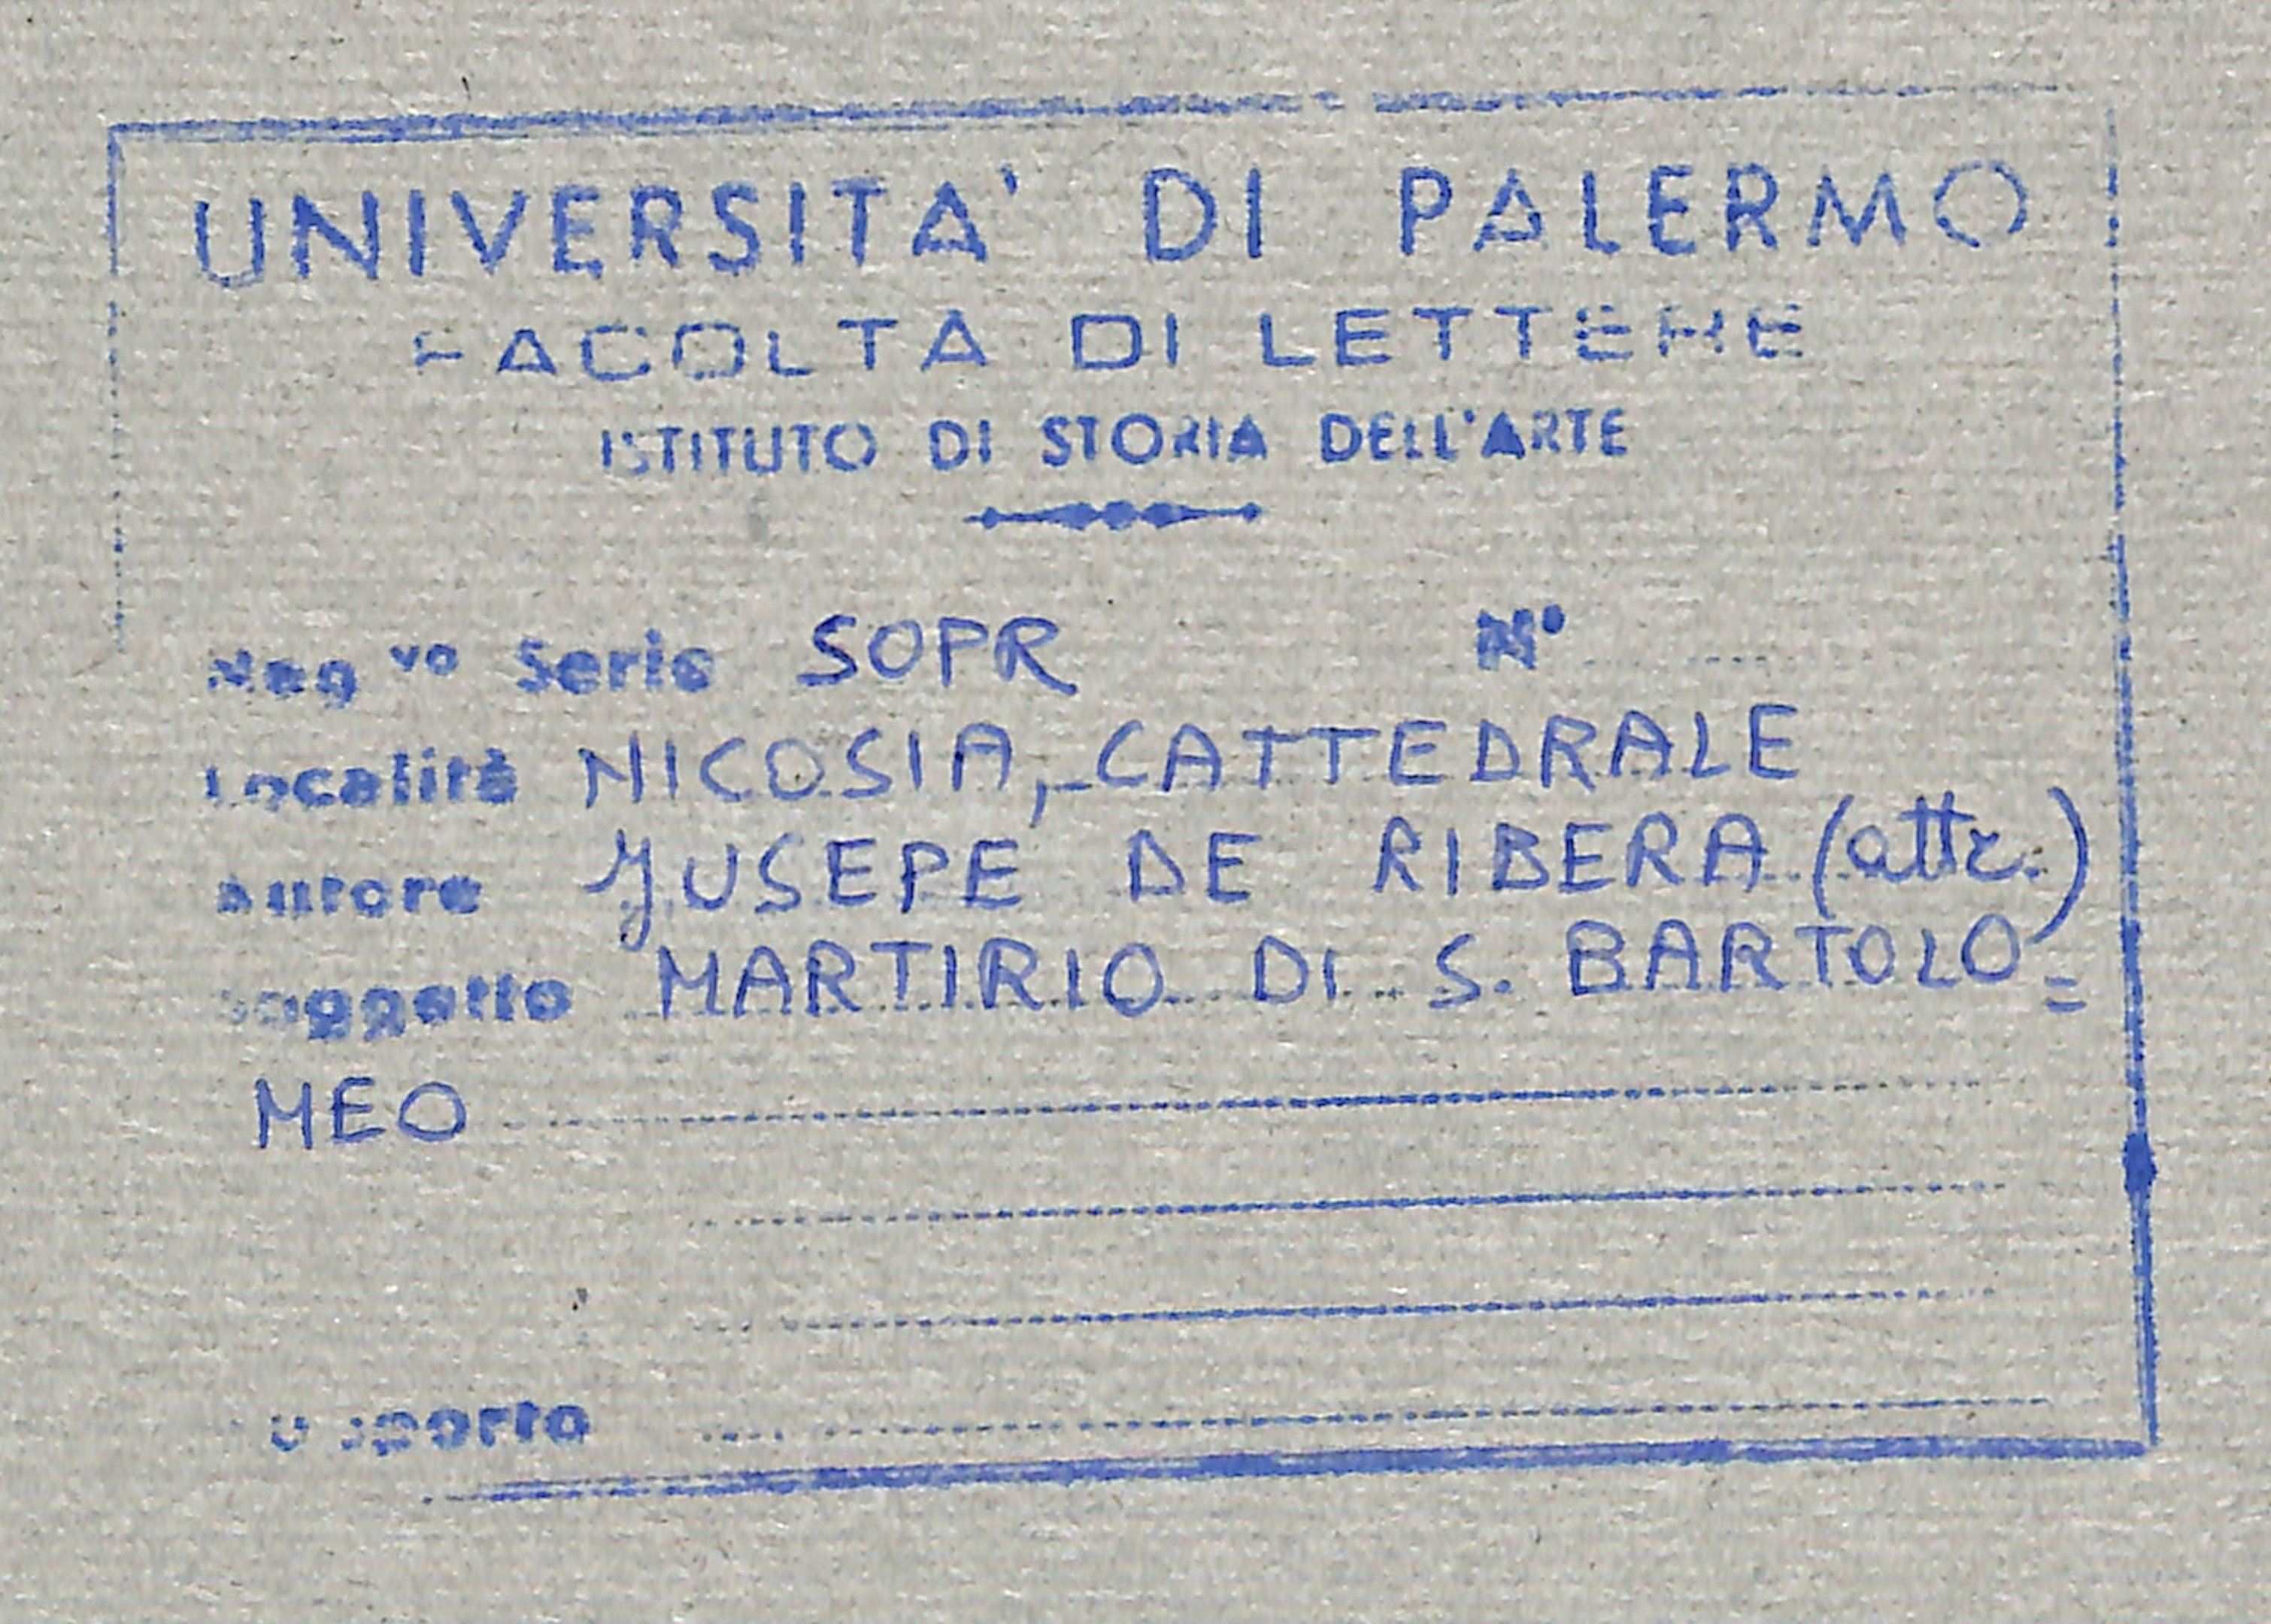 UNIVERSITA' DI PALERMO
FACOLTA DI LETTERE
ISTITUTO DI STORIA DELL'ARTE
Neg.vo Serie SOPR N°
Località NICOSIA, CATTEDRALE
Autore JUSEPE DE RIBERA (attr.)
Soggetto MARTIRIO DI S. BARTOLO=
MEO
Supporto